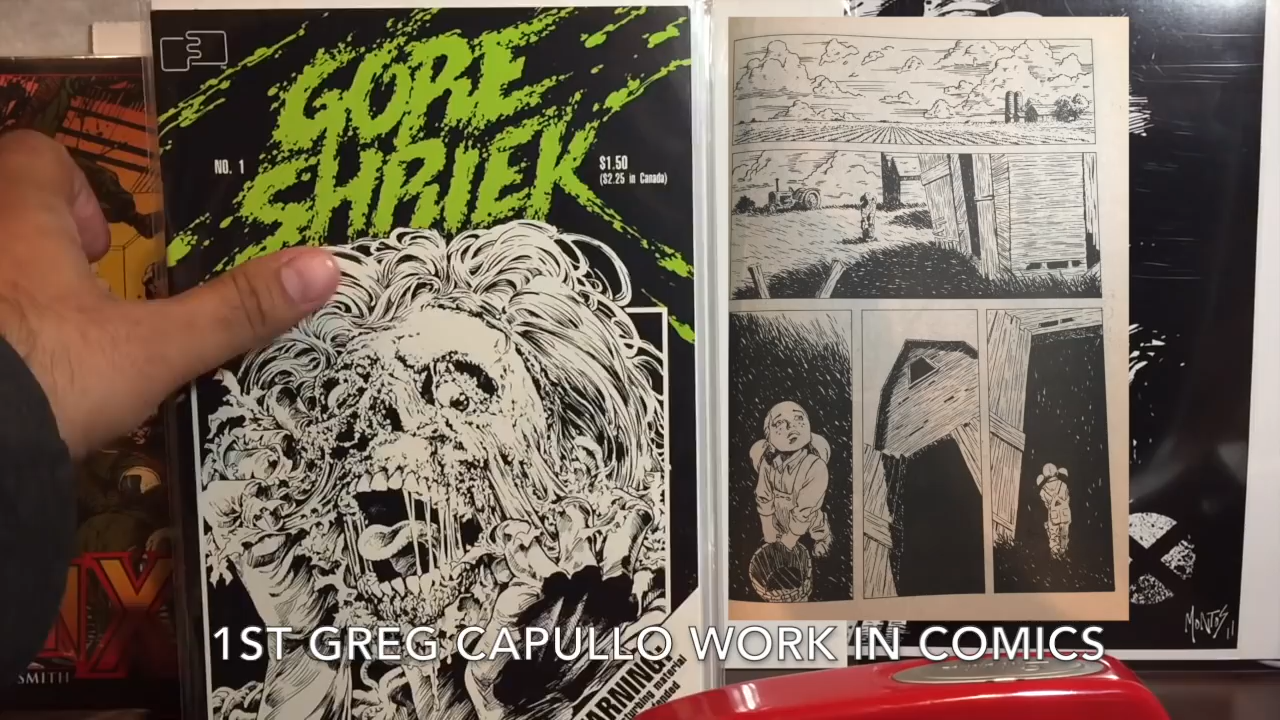 GORE
SHRIEK
NO. 1
$1.50
($2.25 in Canada)
1ST GREG CAPULLO WORK IN COMICS
SMITH
MONTOS 11